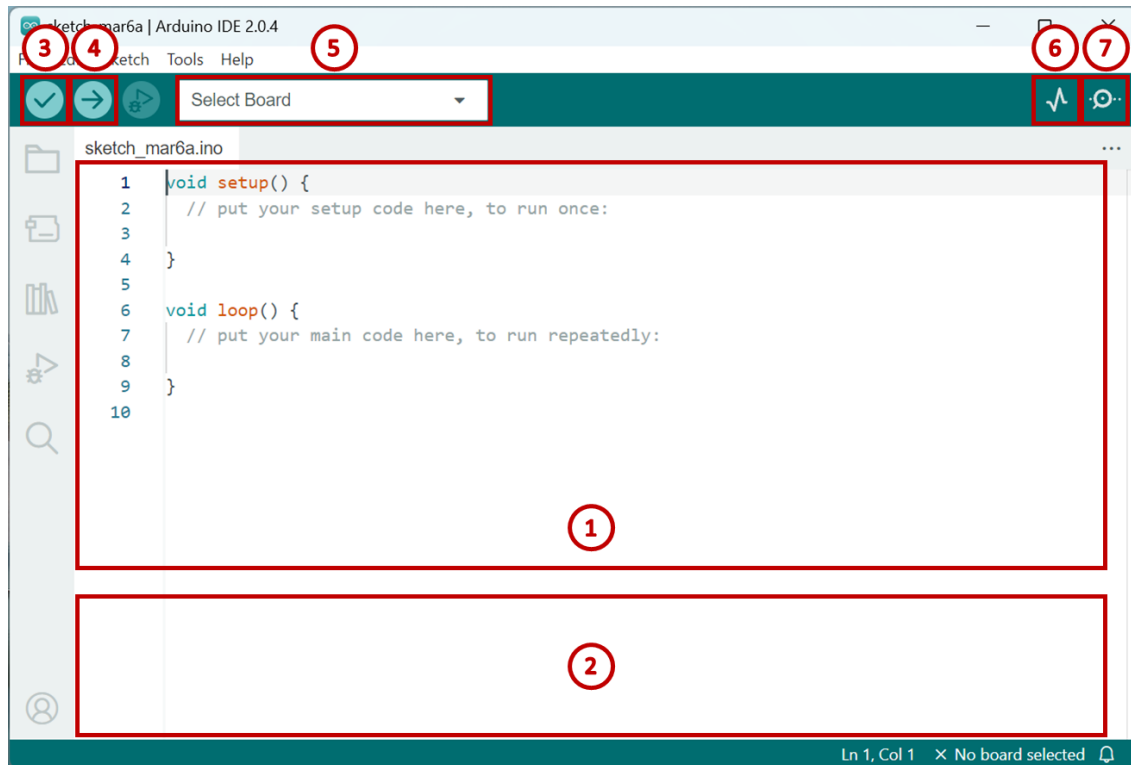 sketch_mar6a | Arduino IDE 2.0.4
3
4
5
6
7
Tools Help
Select Board
sketch_mar6a.ino
1 void setup() {
2 // put your setup code here, to run once:
3
4 }
5
6 void loop() {
7 // put your main code here, to run repeatedly:
8
9 }
10
1
2
Ln 1, Col 1 × No board selected